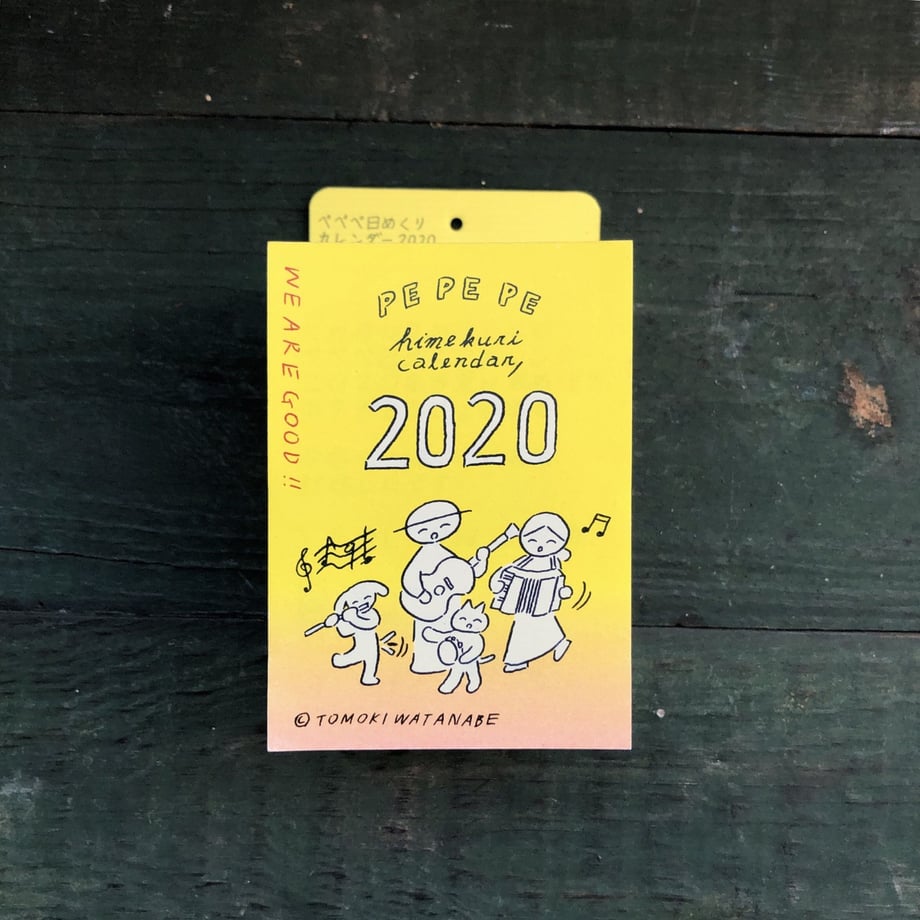 ぺぺぺ日めくり
カレンダー2020
PE PE PE
himekuri
calendar
2020
WE ARE GOOD!!
© TOMOKI WATANABE